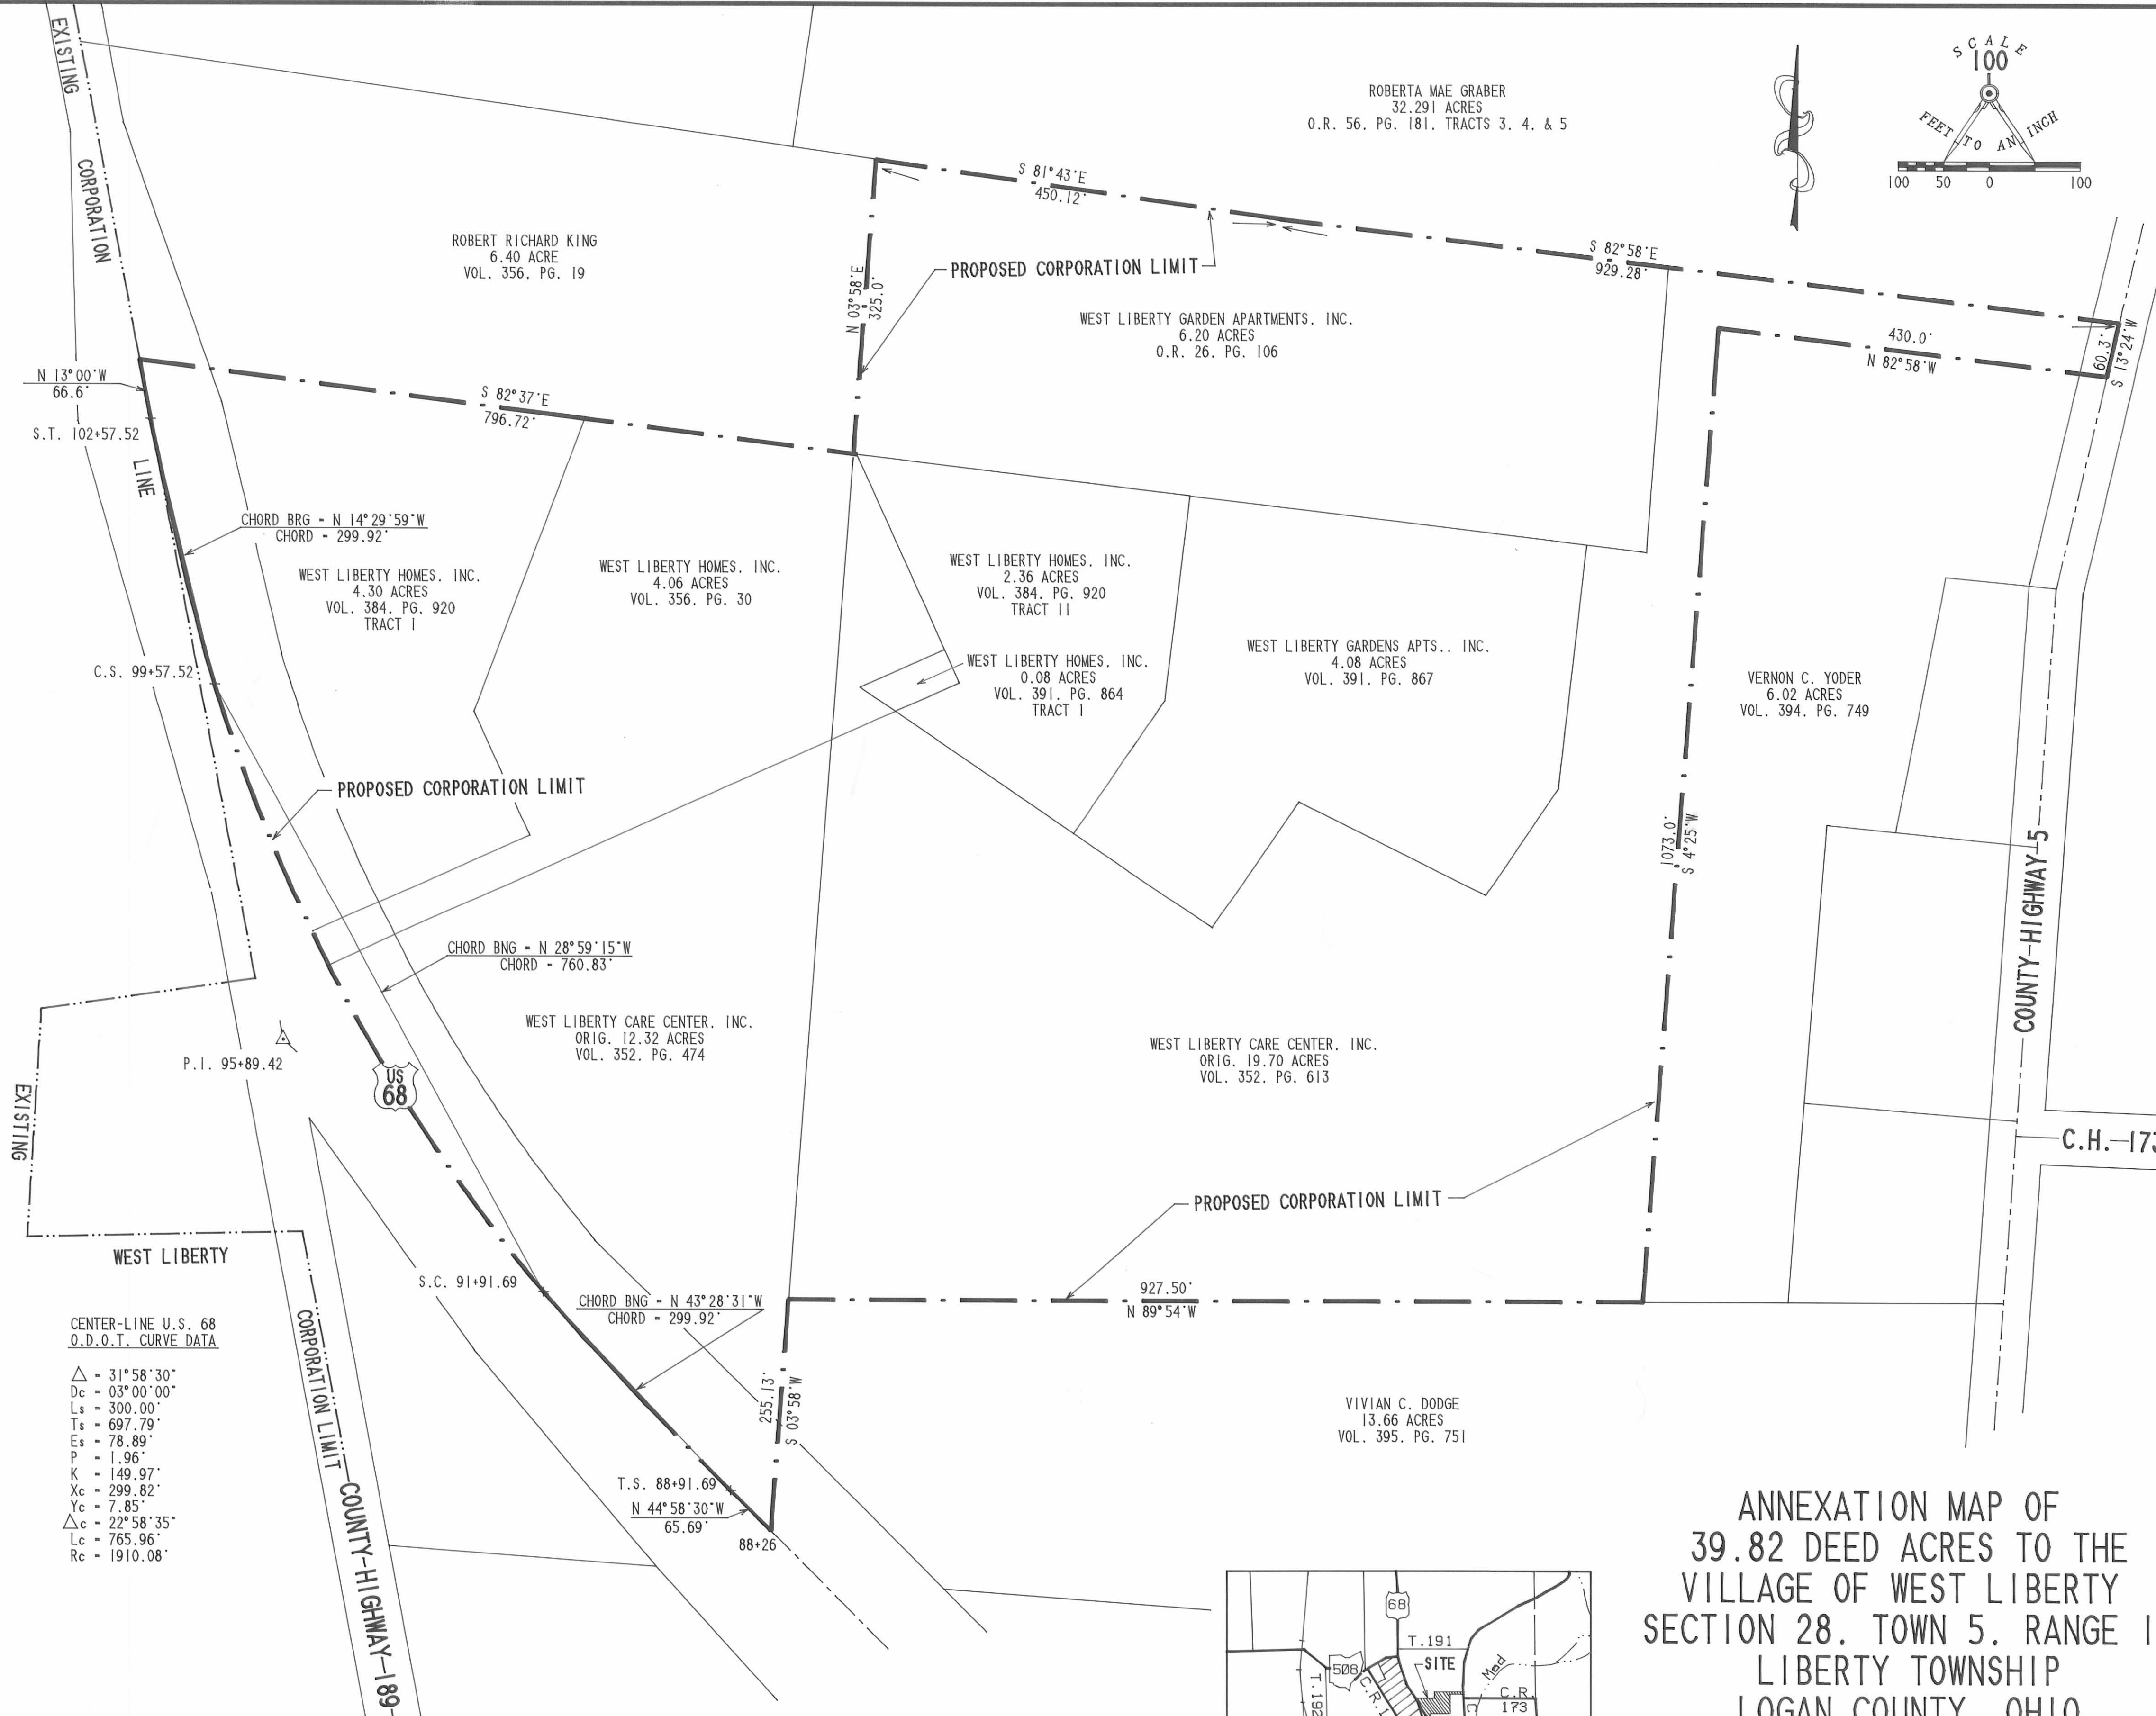 EXISTING
CORPORATION
LINE
ROBERTA MAE GRABER
32.291 ACRES
O.R. 56. PG. 181. TRACTS 3. 4. & 5
SCALE
100
FEET TO AN INCH
100 50 0 100
S 81°43'E
450.12'
ROBERT RICHARD KING
6.40 ACRE
VOL. 356. PG. 19
N 03°58'E
325.0'
PROPOSED CORPORATION LIMIT
S 82°58'E
929.28'
WEST LIBERTY GARDEN APARTMENTS. INC.
6.20 ACRES
O.R. 26. PG. 106
430.0'
N 82°58'W
60.3'
S 13°24'W
N 13°00'W
66.6'
S.T. 102+57.52
S 82°37'E
796.72'
CHORD BRG - N 14°29'59"W
CHORD - 299.92'
WEST LIBERTY HOMES. INC.
4.30 ACRES
VOL. 384. PG. 920
TRACT I
WEST LIBERTY HOMES. INC.
4.06 ACRES
VOL. 356. PG. 30
WEST LIBERTY HOMES. INC.
2.36 ACRES
VOL. 384. PG. 920
TRACT II
WEST LIBERTY HOMES. INC.
0.08 ACRES
VOL. 391. PG. 864
TRACT I
WEST LIBERTY GARDENS APTS.. INC.
4.08 ACRES
VOL. 391. PG. 867
VERNON C. YODER
6.02 ACRES
VOL. 394. PG. 749
C.S. 99+57.52
PROPOSED CORPORATION LIMIT
1073.0'
S 4°25'W
COUNTY-HIGHWAY-5
CHORD BNG - N 28°59'15"W
CHORD - 760.83'
WEST LIBERTY CARE CENTER. INC.
ORIG. 12.32 ACRES
VOL. 352. PG. 474
WEST LIBERTY CARE CENTER. INC.
ORIG. 19.70 ACRES
VOL. 352. PG. 613
P.I. 95+89.42
US
68
C.H.-173
EXISTING
WEST LIBERTY
CORPORATION LIMIT
COUNTY-HIGHWAY-189
PROPOSED CORPORATION LIMIT
S.C. 91+91.69
CHORD BNG - N 43°28'31"W
CHORD - 299.92'
927.50'
N 89°54'W
255.13'
S 03°58'W
CENTER-LINE U.S. 68
O.D.O.T. CURVE DATA
△ - 31°58'30"
Dc - 03°00'00"
Ls - 300.00'
Ts - 697.79'
Es - 78.89'
P - 1.96'
K - 149.97'
Xc - 299.82'
Yc - 7.85'
△c - 22°58'35"
Lc - 765.96'
Rc - 1910.08'
VIVIAN C. DODGE
13.66 ACRES
VOL. 395. PG. 751
T.S. 88+91.69
N 44°58'30"W
65.69'
88+26
68
T.191
SITE
508
Mad
T.192
C.R.1
C.R.
173
C
ANNEXATION MAP OF
39.82 DEED ACRES TO THE
VILLAGE OF WEST LIBERTY
SECTION 28. TOWN 5. RANGE 1
LIBERTY TOWNSHIP
LOGAN COUNTY. OHIO